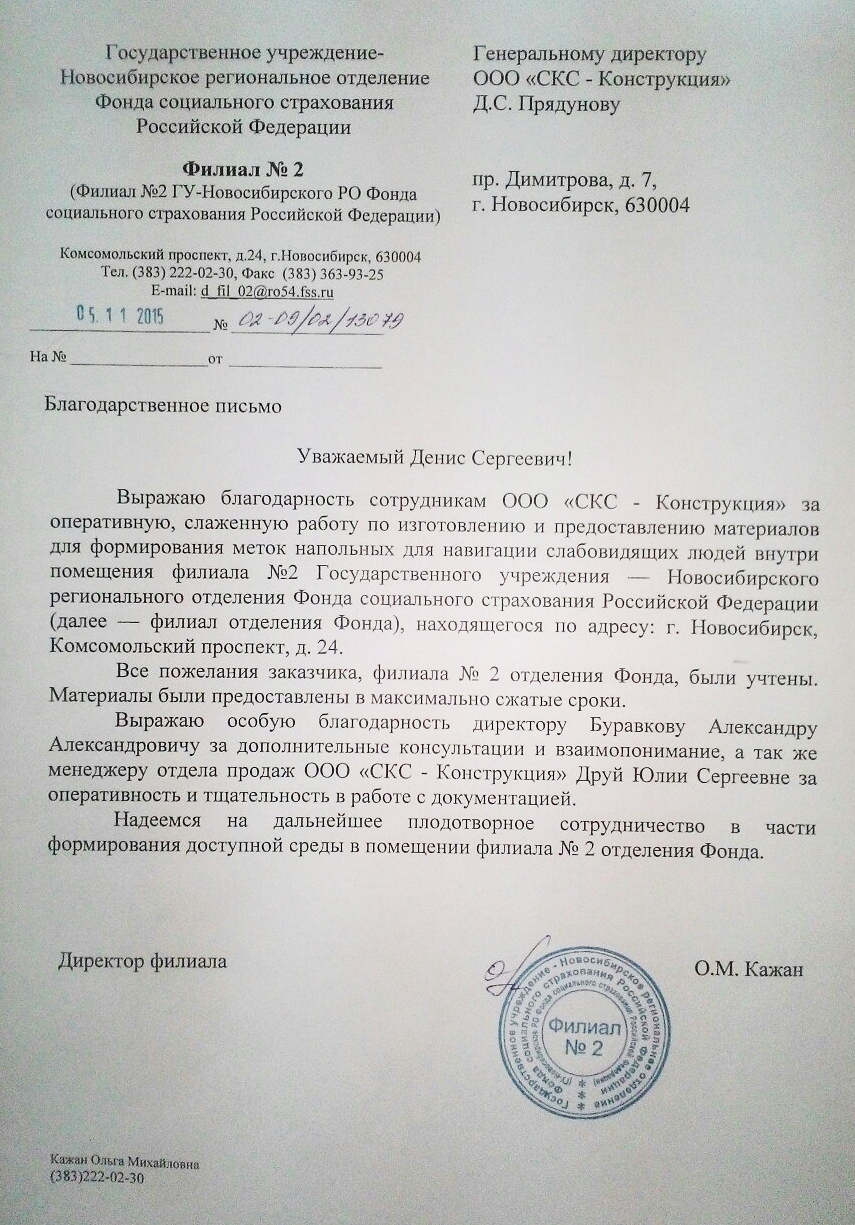 Государственное учреждение-
Новосибирское региональное отделение
Фонда социального страхования
Российской Федерации
Филиал № 2
(Филиал №2 ГУ-Новосибирского РО Фонда
социального страхования Российской Федерации)
Комсомольский проспект, д.24, г.Новосибирск, 630004
Тел. (383) 222-02-30, Факс (383) 363-93-25
E-mail: d_fil_02@ro54.fss.ru
05.11 2015 № 02-09/02/13079
На № от
Генеральному директору
ООО «СКС - Конструкция»
Д.С. Прядунову
пр. Димитрова, д. 7,
г. Новосибирск, 630004
Благодарственное письмо
Уважаемый Денис Сергеевич!
Выражаю благодарность сотрудникам ООО «СКС - Конструкция» за
оперативную, слаженную работу по изготовлению и предоставлению материалов
для формирования меток напольных для навигации слабовидящих людей внутри
помещения филиала №2 Государственного учреждения — Новосибирского
регионального отделения Фонда социального страхования Российской Федерации
(далее — филиал отделения Фонда), находящегося по адресу: г. Новосибирск,
Комсомольский проспект, д. 24.
Все пожелания заказчика, филиала № 2 отделения Фонда, были учтены.
Материалы были предоставлены в максимально сжатые сроки.
Выражаю особую благодарность директору Буравкову Александру
Александровичу за дополнительные консультации и взаимопонимание, а так же
менеджеру отдела продаж ООО «СКС - Конструкция» Друй Юлии Сергеевне за
оперативность и тщательность в работе с документацией.
Надеемся на дальнейшее плодотворное сотрудничество в части
формирования доступной среды в помещении филиала № 2 отделения Фонда.
Директор филиала
О.М. Кажан
Государственное учреждение - Новосибирское региональное отделение
Фонда социального страхования Российской Федерации
Филиал
№ 2
Кажан Ольга Михайловна
(383)222-02-30